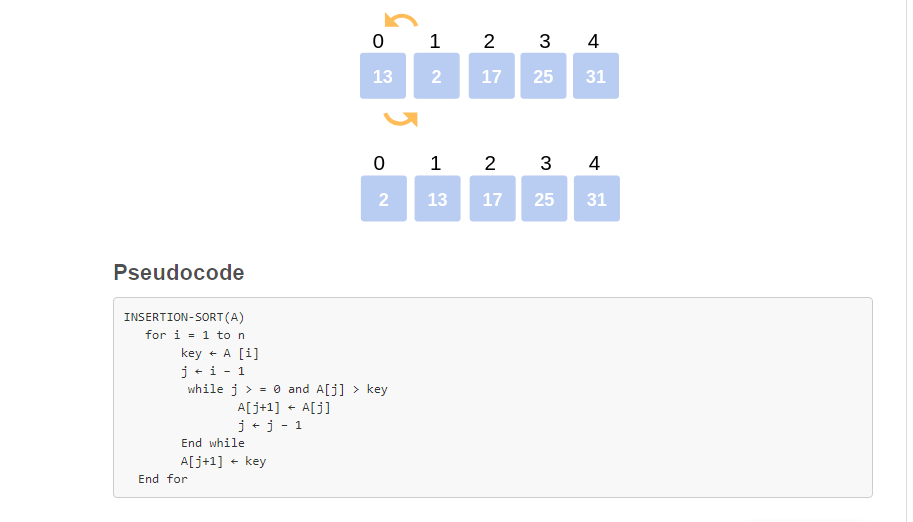 0 1 2 3 4
13 2 17 25 31
0 1 2 3 4
2 13 17 25 31
Pseudocode
INSERTION-SORT(A)
for i = 1 to n
key ← A [i]
j ← i – 1
while j > = 0 and A[j] > key
A[j+1] ← A[j]
j ← j – 1
End while
A[j+1] ← key
End for